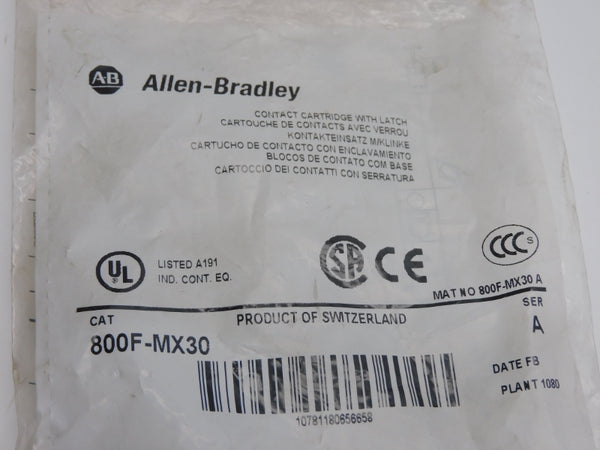 AB Allen-Bradley
CONTACT CARTRIDGE WITH LATCH
CARTOUCHE DE CONTACTS AVEC VERROU
KONTAKTEINSATZ M/KLINKE
CARTUCHO DE CONTACTO CON ENCLAVAMIENTO
BLOCOS DE CONTATO COM BASE
CARTOCCIO DEI CONTATTI CON SERRATURA
UL LISTED A191
IND. CONT. EQ.
SA CE
CCC S
MAT NO 800F-MX30 A
CAT PRODUCT OF SWITZERLAND SER
800F-MX30 A
DATE FB
PLANT 1080
10781180656658